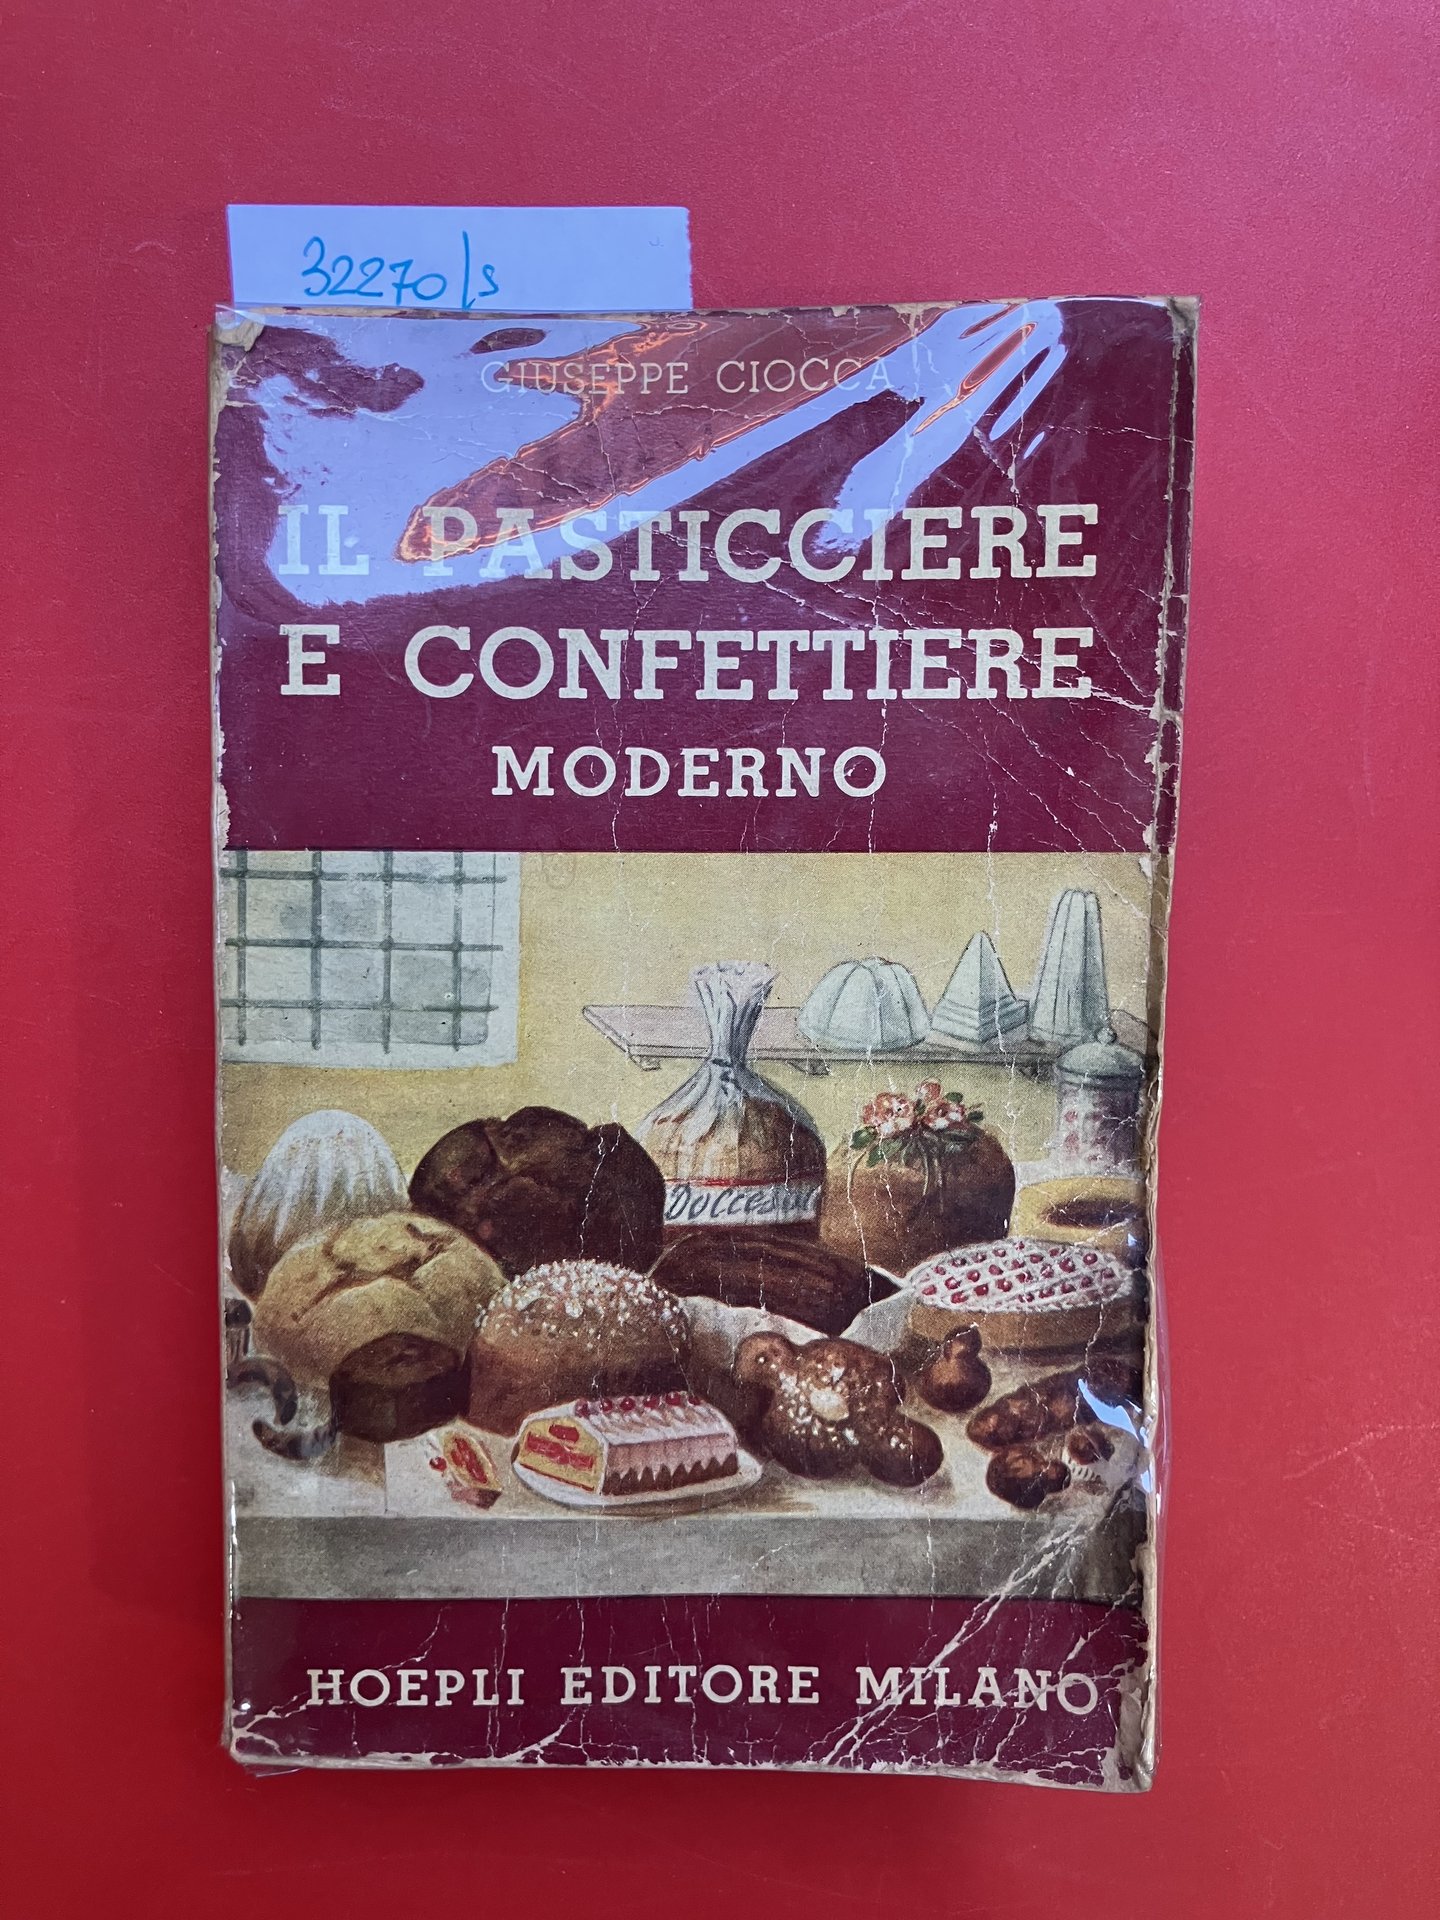 32270/s
GIUSEPPE CIOCCA
IL PASTICCIERE
E CONFETTIERE
MODERNO
HOEPLI EDITORE MILANO